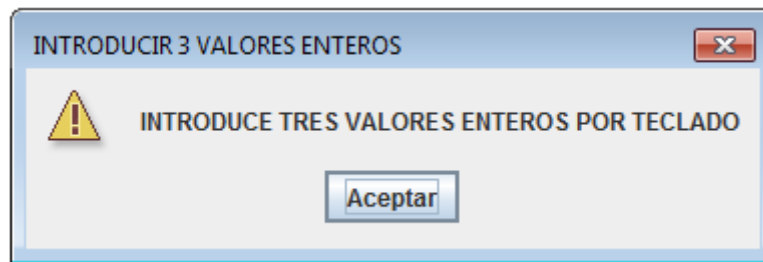 INTRODUCIR 3 VALORES ENTEROS
INTRODUCE TRES VALORES ENTEROS POR TECLADO
Aceptar